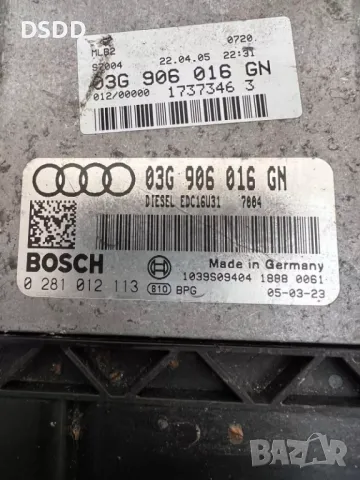 DSDD
MLB2
0720.
S7004
22.04.05
22:31
03G 906 016 GN
012/00000
1737346 3
03G 906 016 GN
DIESEL EDC16U31 7004
BOSCH
Made in Germany
0 281 012 113
810
BPG
1039S09404 1888 0061
05-03-23
BAZAR